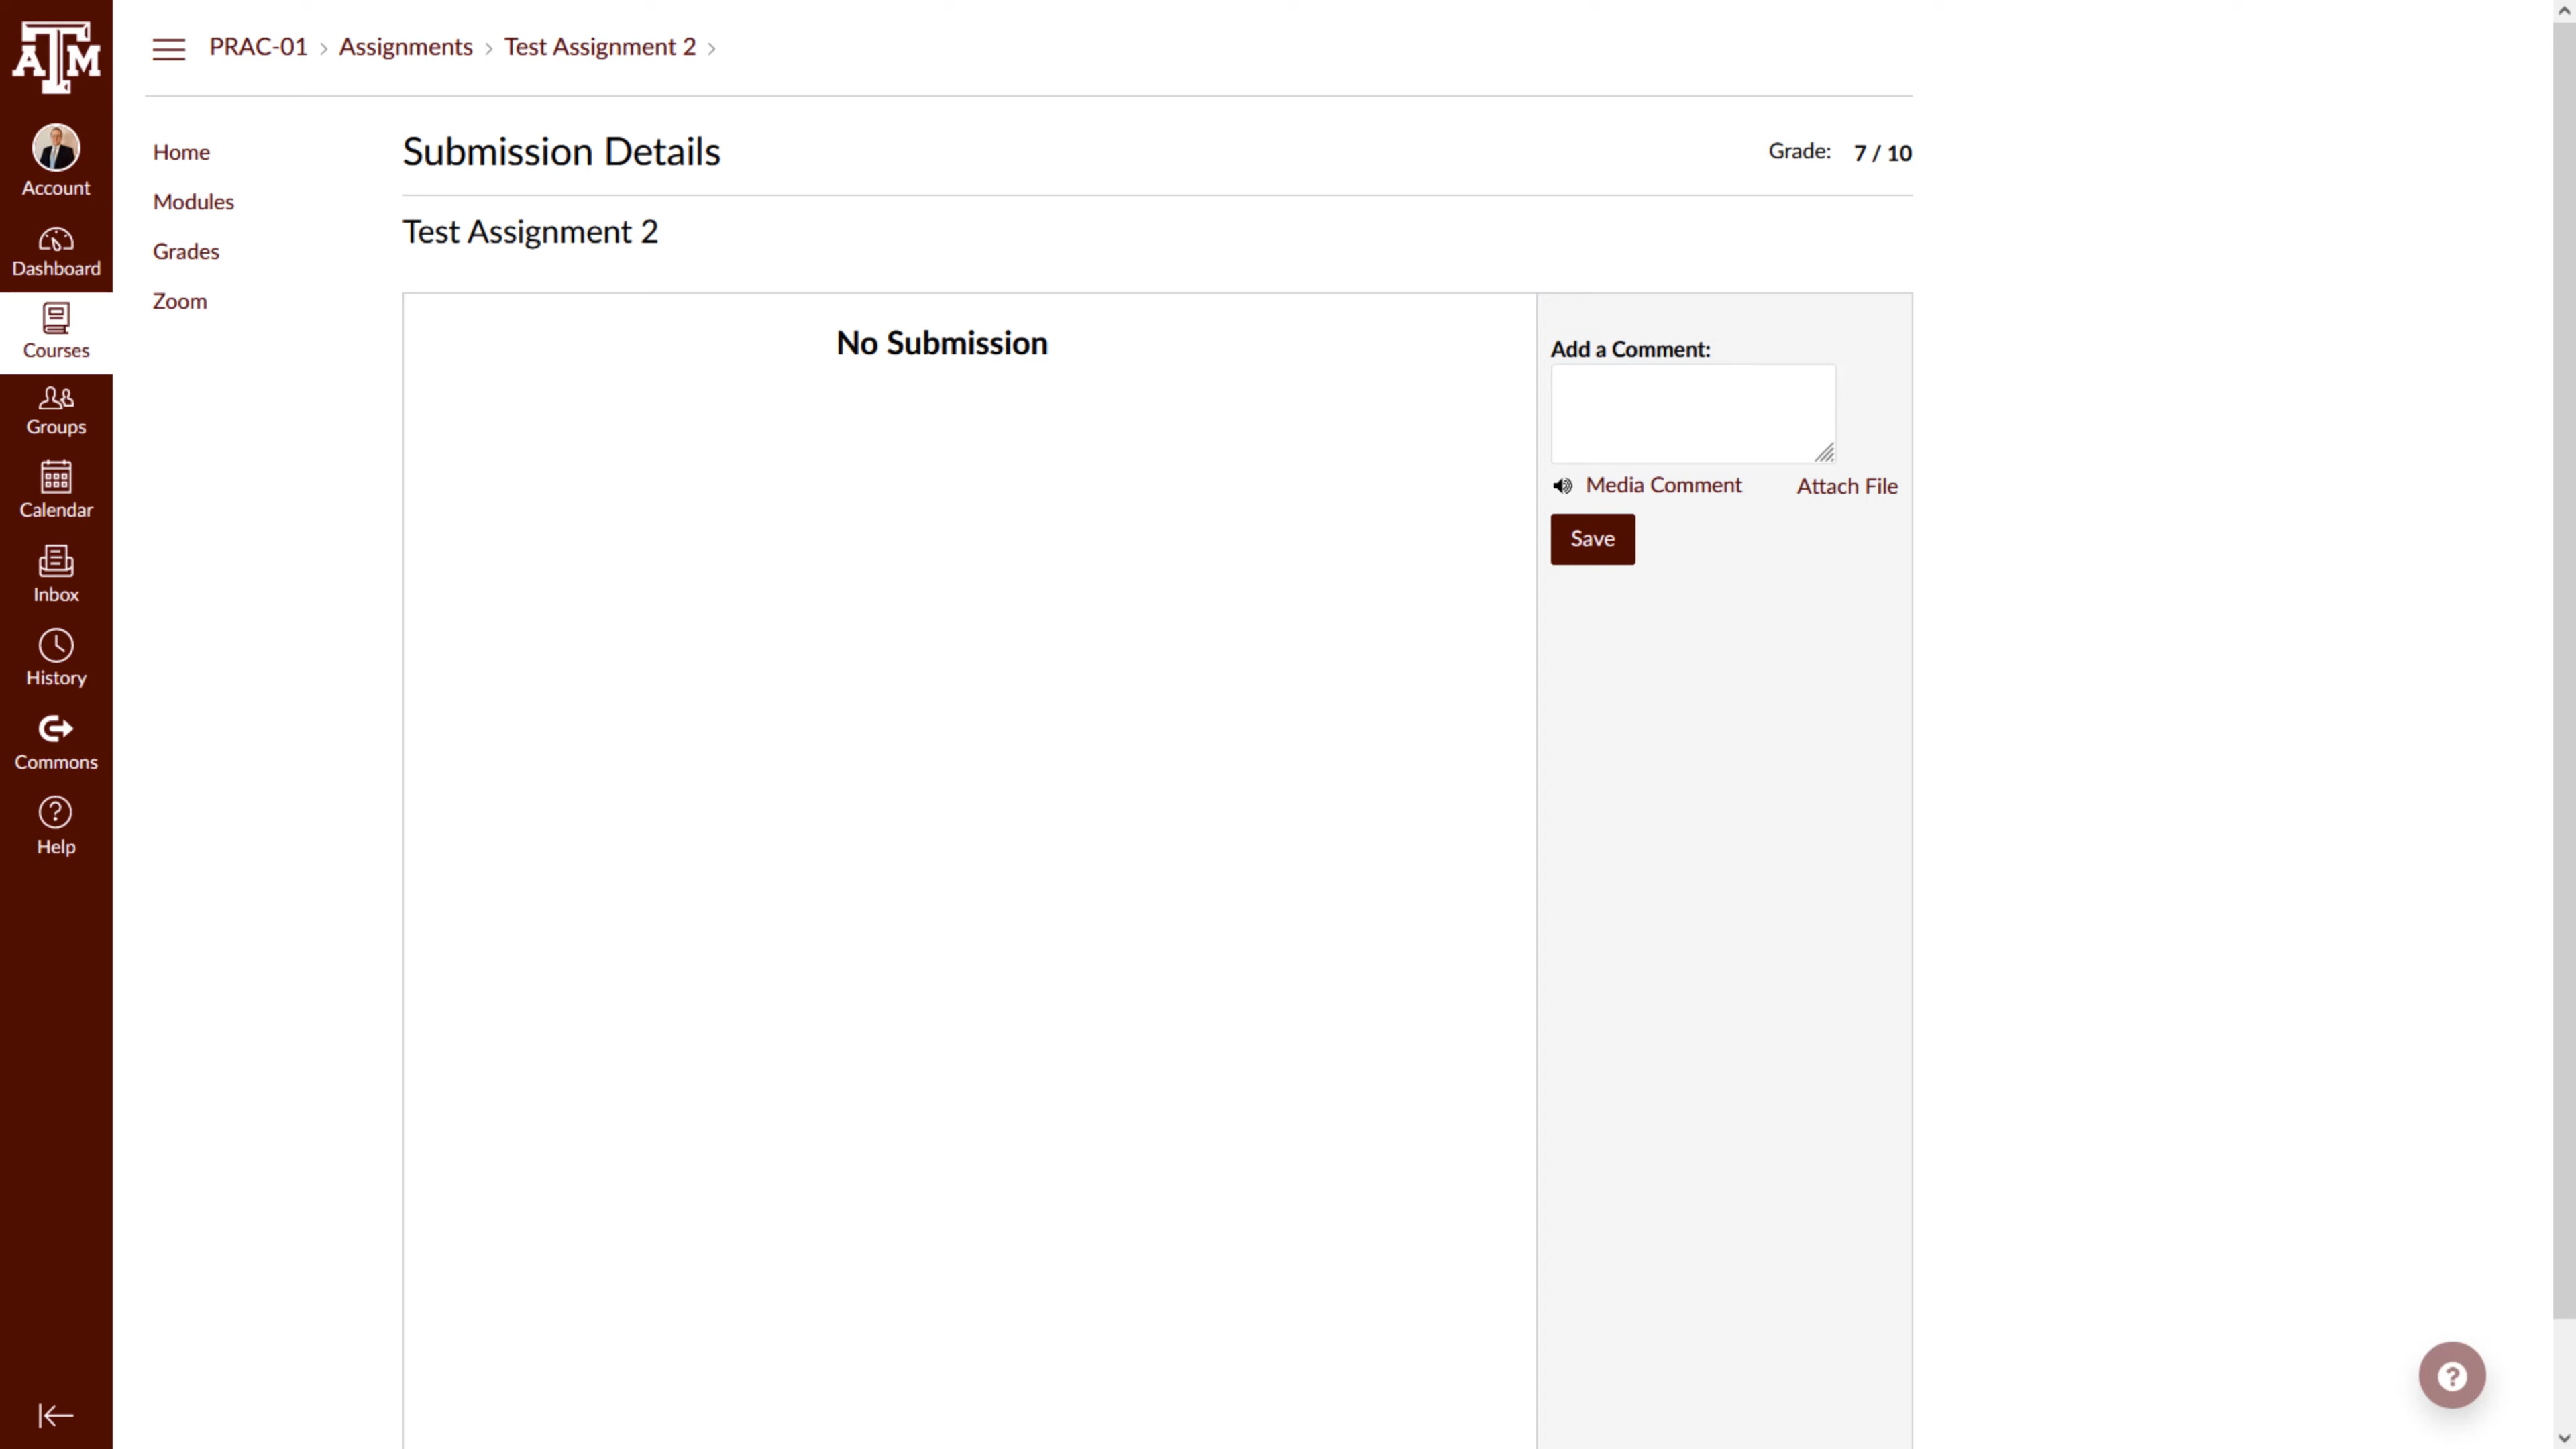 ATM
Account
Dashboard
Courses
Groups
Calendar
Inbox
History
Commons
Help
PRAC-01 › Assignments › Test Assignment 2 ›
Home
Modules
Grades
Zoom
Submission Details
Grade: 7 / 10
Test Assignment 2
No Submission
Add a Comment:
Media Comment Attach File
Save